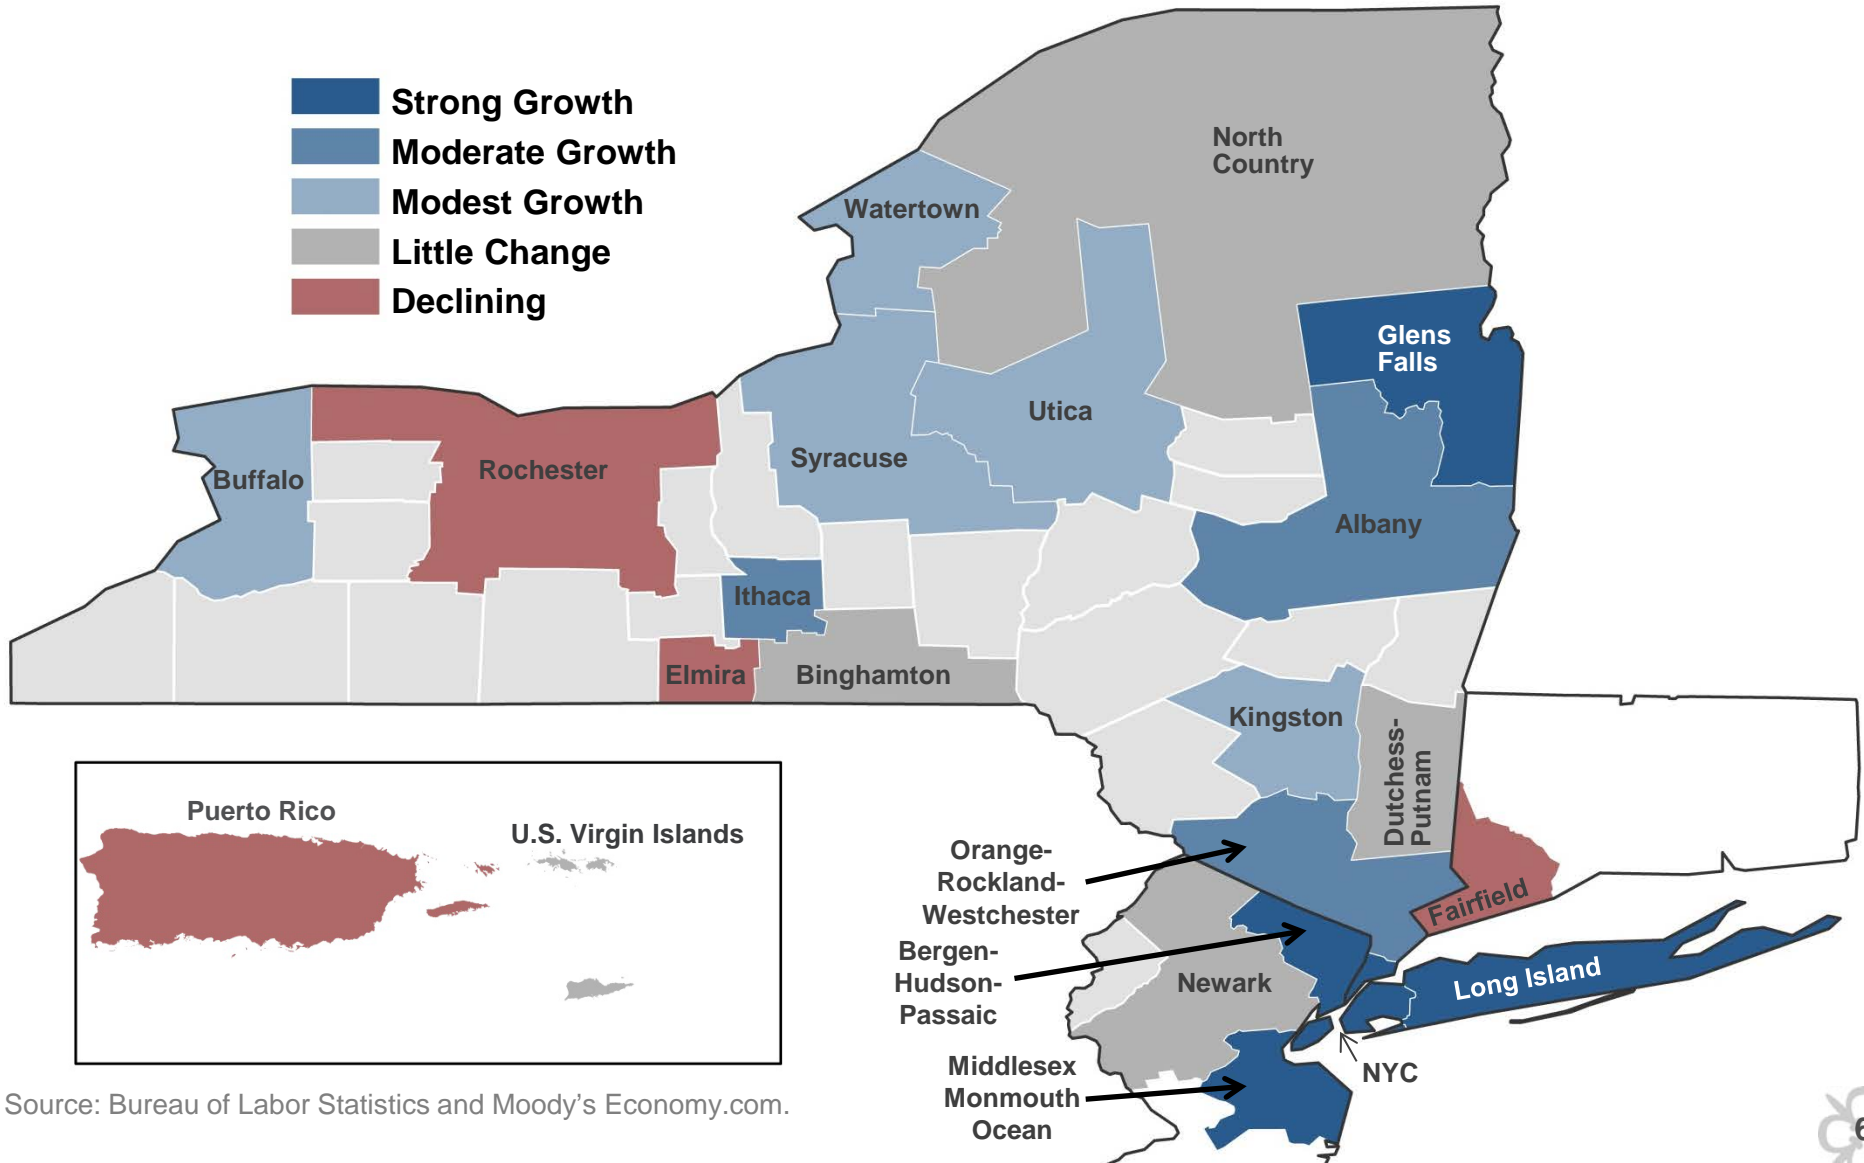 Strong Growth
Moderate Growth
Modest Growth
Little Change
Declining
North
Country
Watertown
Glens
Falls
Utica
Syracuse
Rochester
Buffalo
Albany
Ithaca
Elmira
Binghamton
Kingston
Dutchess-
Putnam
Puerto Rico
U.S. Virgin Islands
Orange-
Rockland-
Westchester
Fairfield
Bergen-
Hudson-
Passaic
Newark
Long Island
Middlesex
Monmouth
Ocean
NYC
Source: Bureau of Labor Statistics and Moody's Economy.com.
6